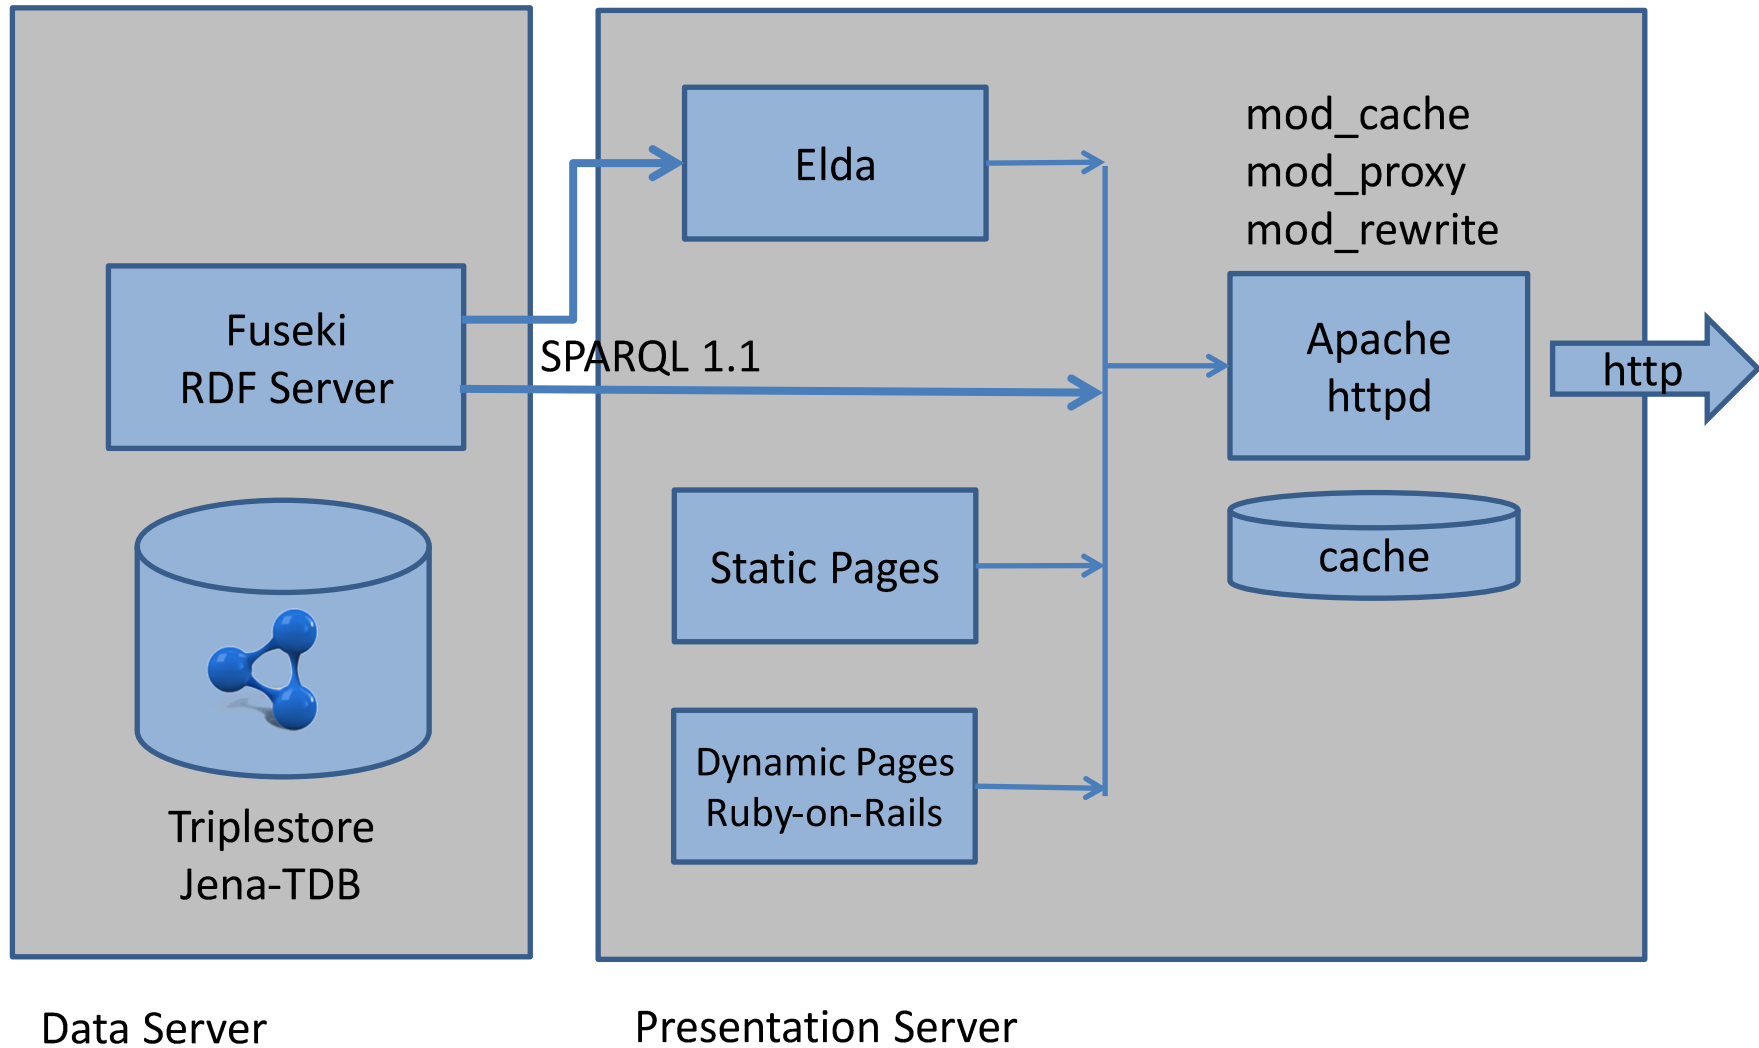 Fuseki
RDF Server
Triplestore
Jena-TDB
Data Server
SPARQL 1.1
Elda
Static Pages
Dynamic Pages
Ruby-on-Rails
mod_cache
mod_proxy
mod_rewrite
Apache
httpd
cache
http
Presentation Server